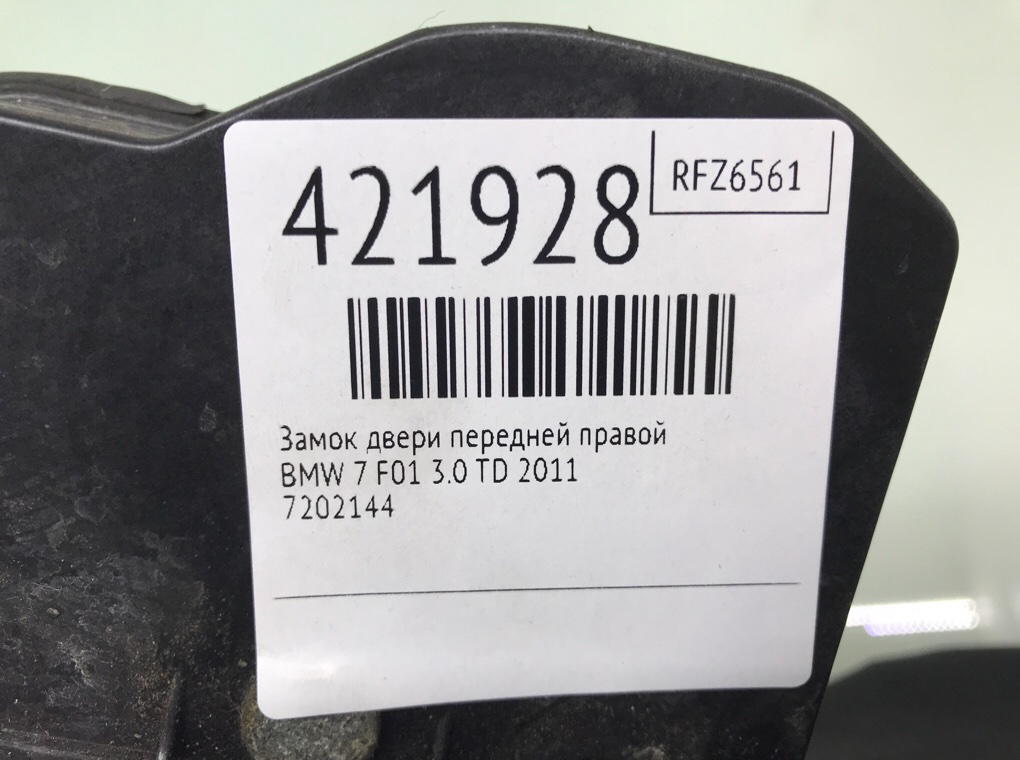 421928
RFZ6561
Замок двери передней правой
BMW 7 F01 3.0 TD 2011
7202144